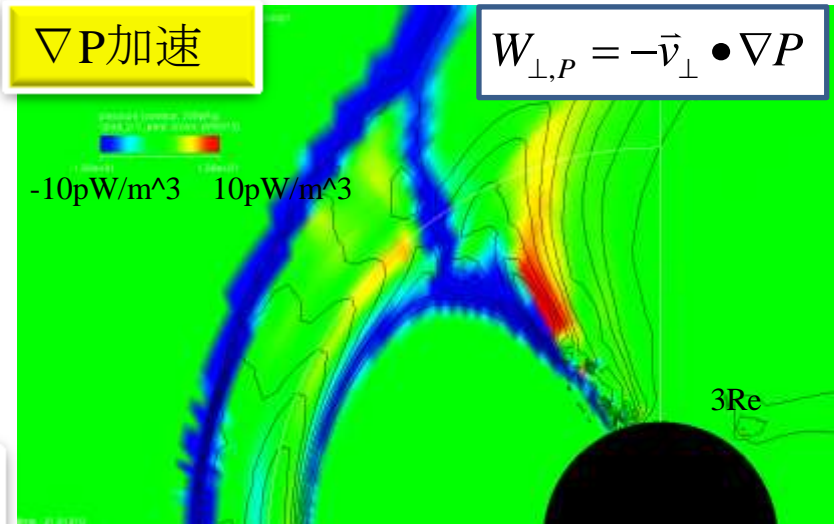 ∇P加速
W⊥,P = −v⃗⊥ • ∇P
-10pW/m^3 10pW/m^3
3Re